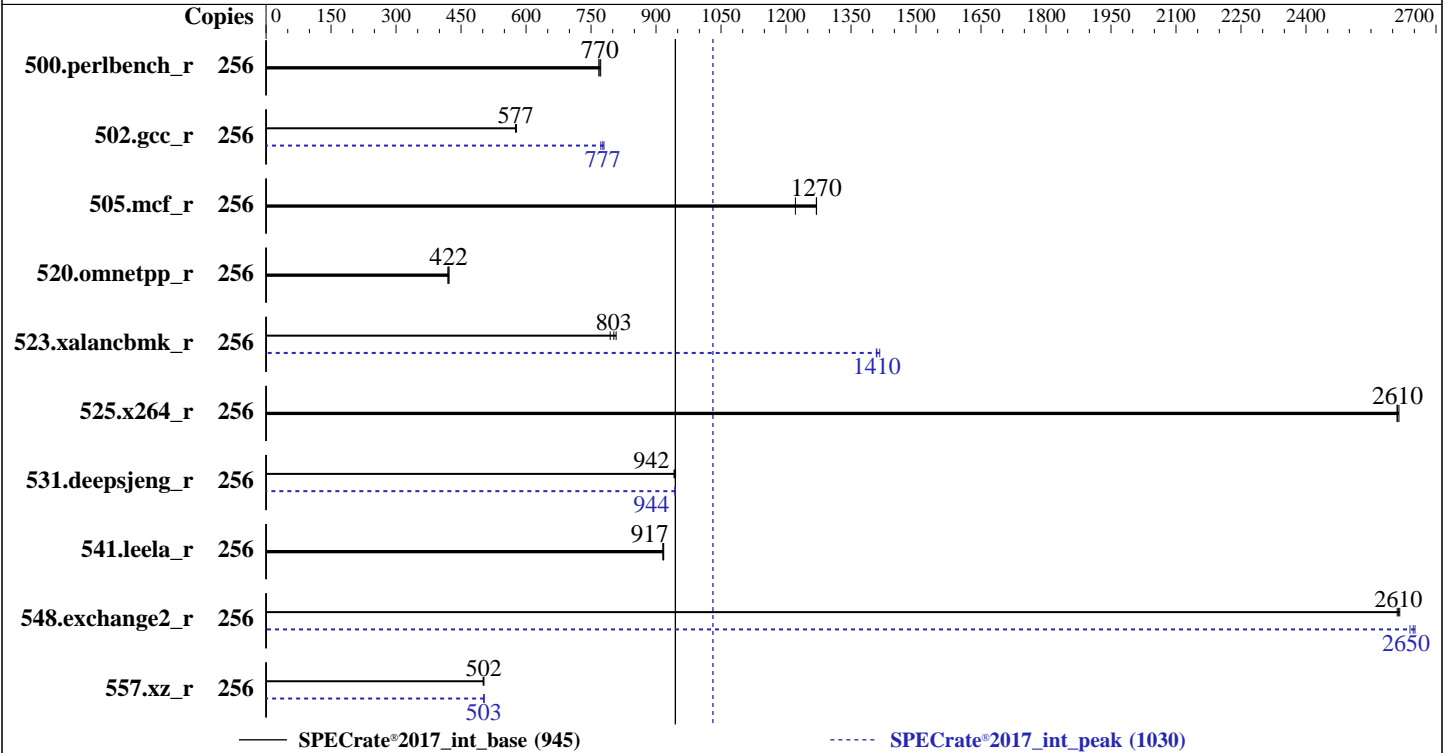 Copies 0 150 300 450 600 750 900 1050 1200 1350 1500 1650 1800 1950 2100 2250 2400 2700
770
500.perlbench_r 256
577
502.gcc_r 256
777
1270
505.mcf_r 256
422
520.omnetpp_r 256
803
523.xalancbmk_r 256
1410
2610
525.x264_r 256
942
531.deepsjeng_r 256
944
917
541.leela_r 256
2610
548.exchange2_r 256
2650
502
557.xz_r 256
503
SPECrate®2017_int_base (945) SPECrate®2017_int_peak (1030)